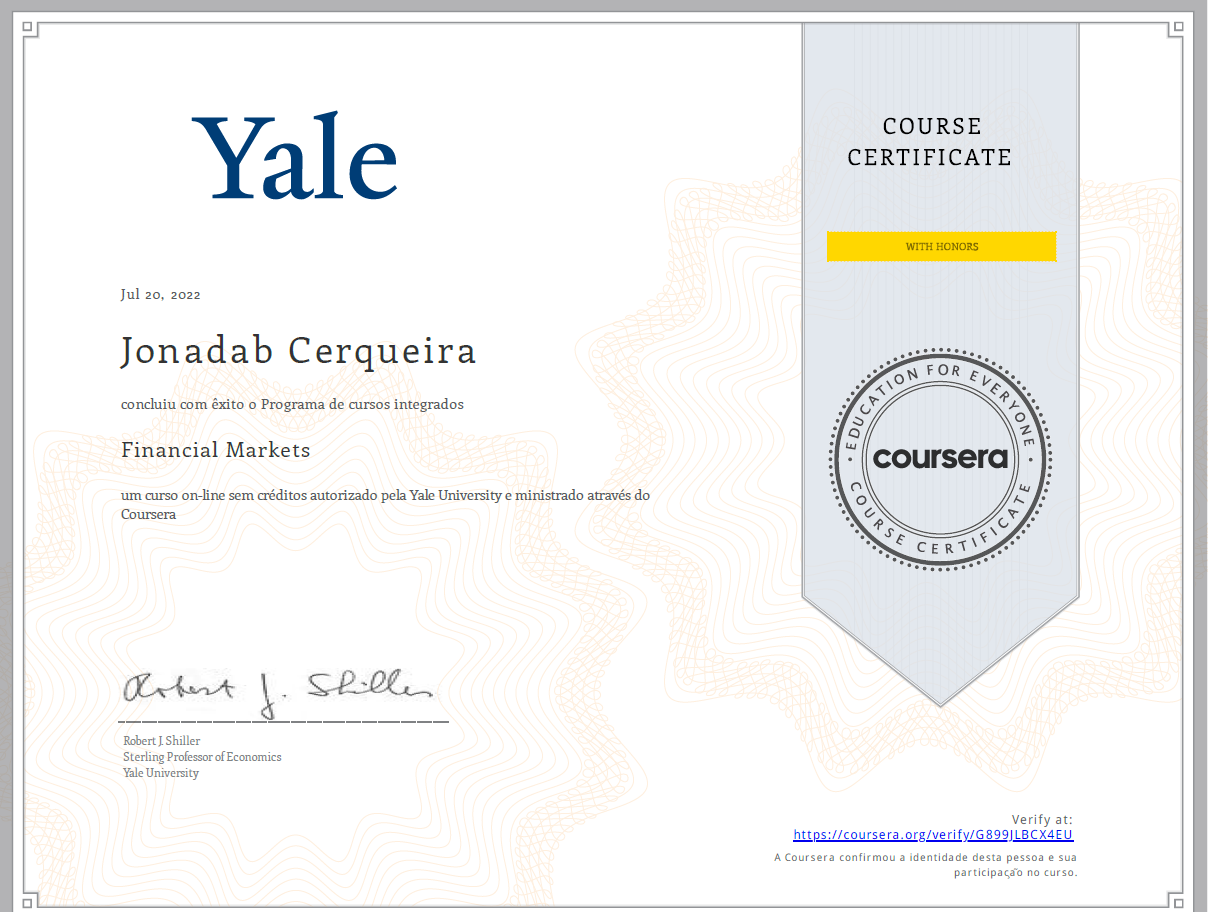 Yale
COURSE
CERTIFICATE
WITH HONORS
Jul 20, 2022
Jonadab Cerqueira
concluiu com êxito o Programa de cursos integrados
Financial Markets
um curso on-line sem créditos autorizado pela Yale University e ministrado através do
Coursera
EDUCATION FOR EVERYONE
coursera
COURSE CERTIFICATE
Robert J. Shiller
Robert J. Shiller
Sterling Professor of Economics
Yale University
Verify at:
https://coursera.org/verify/G899JLBCX4EU
A Coursera confirmou a identidade desta pessoa e sua
participação no curso.